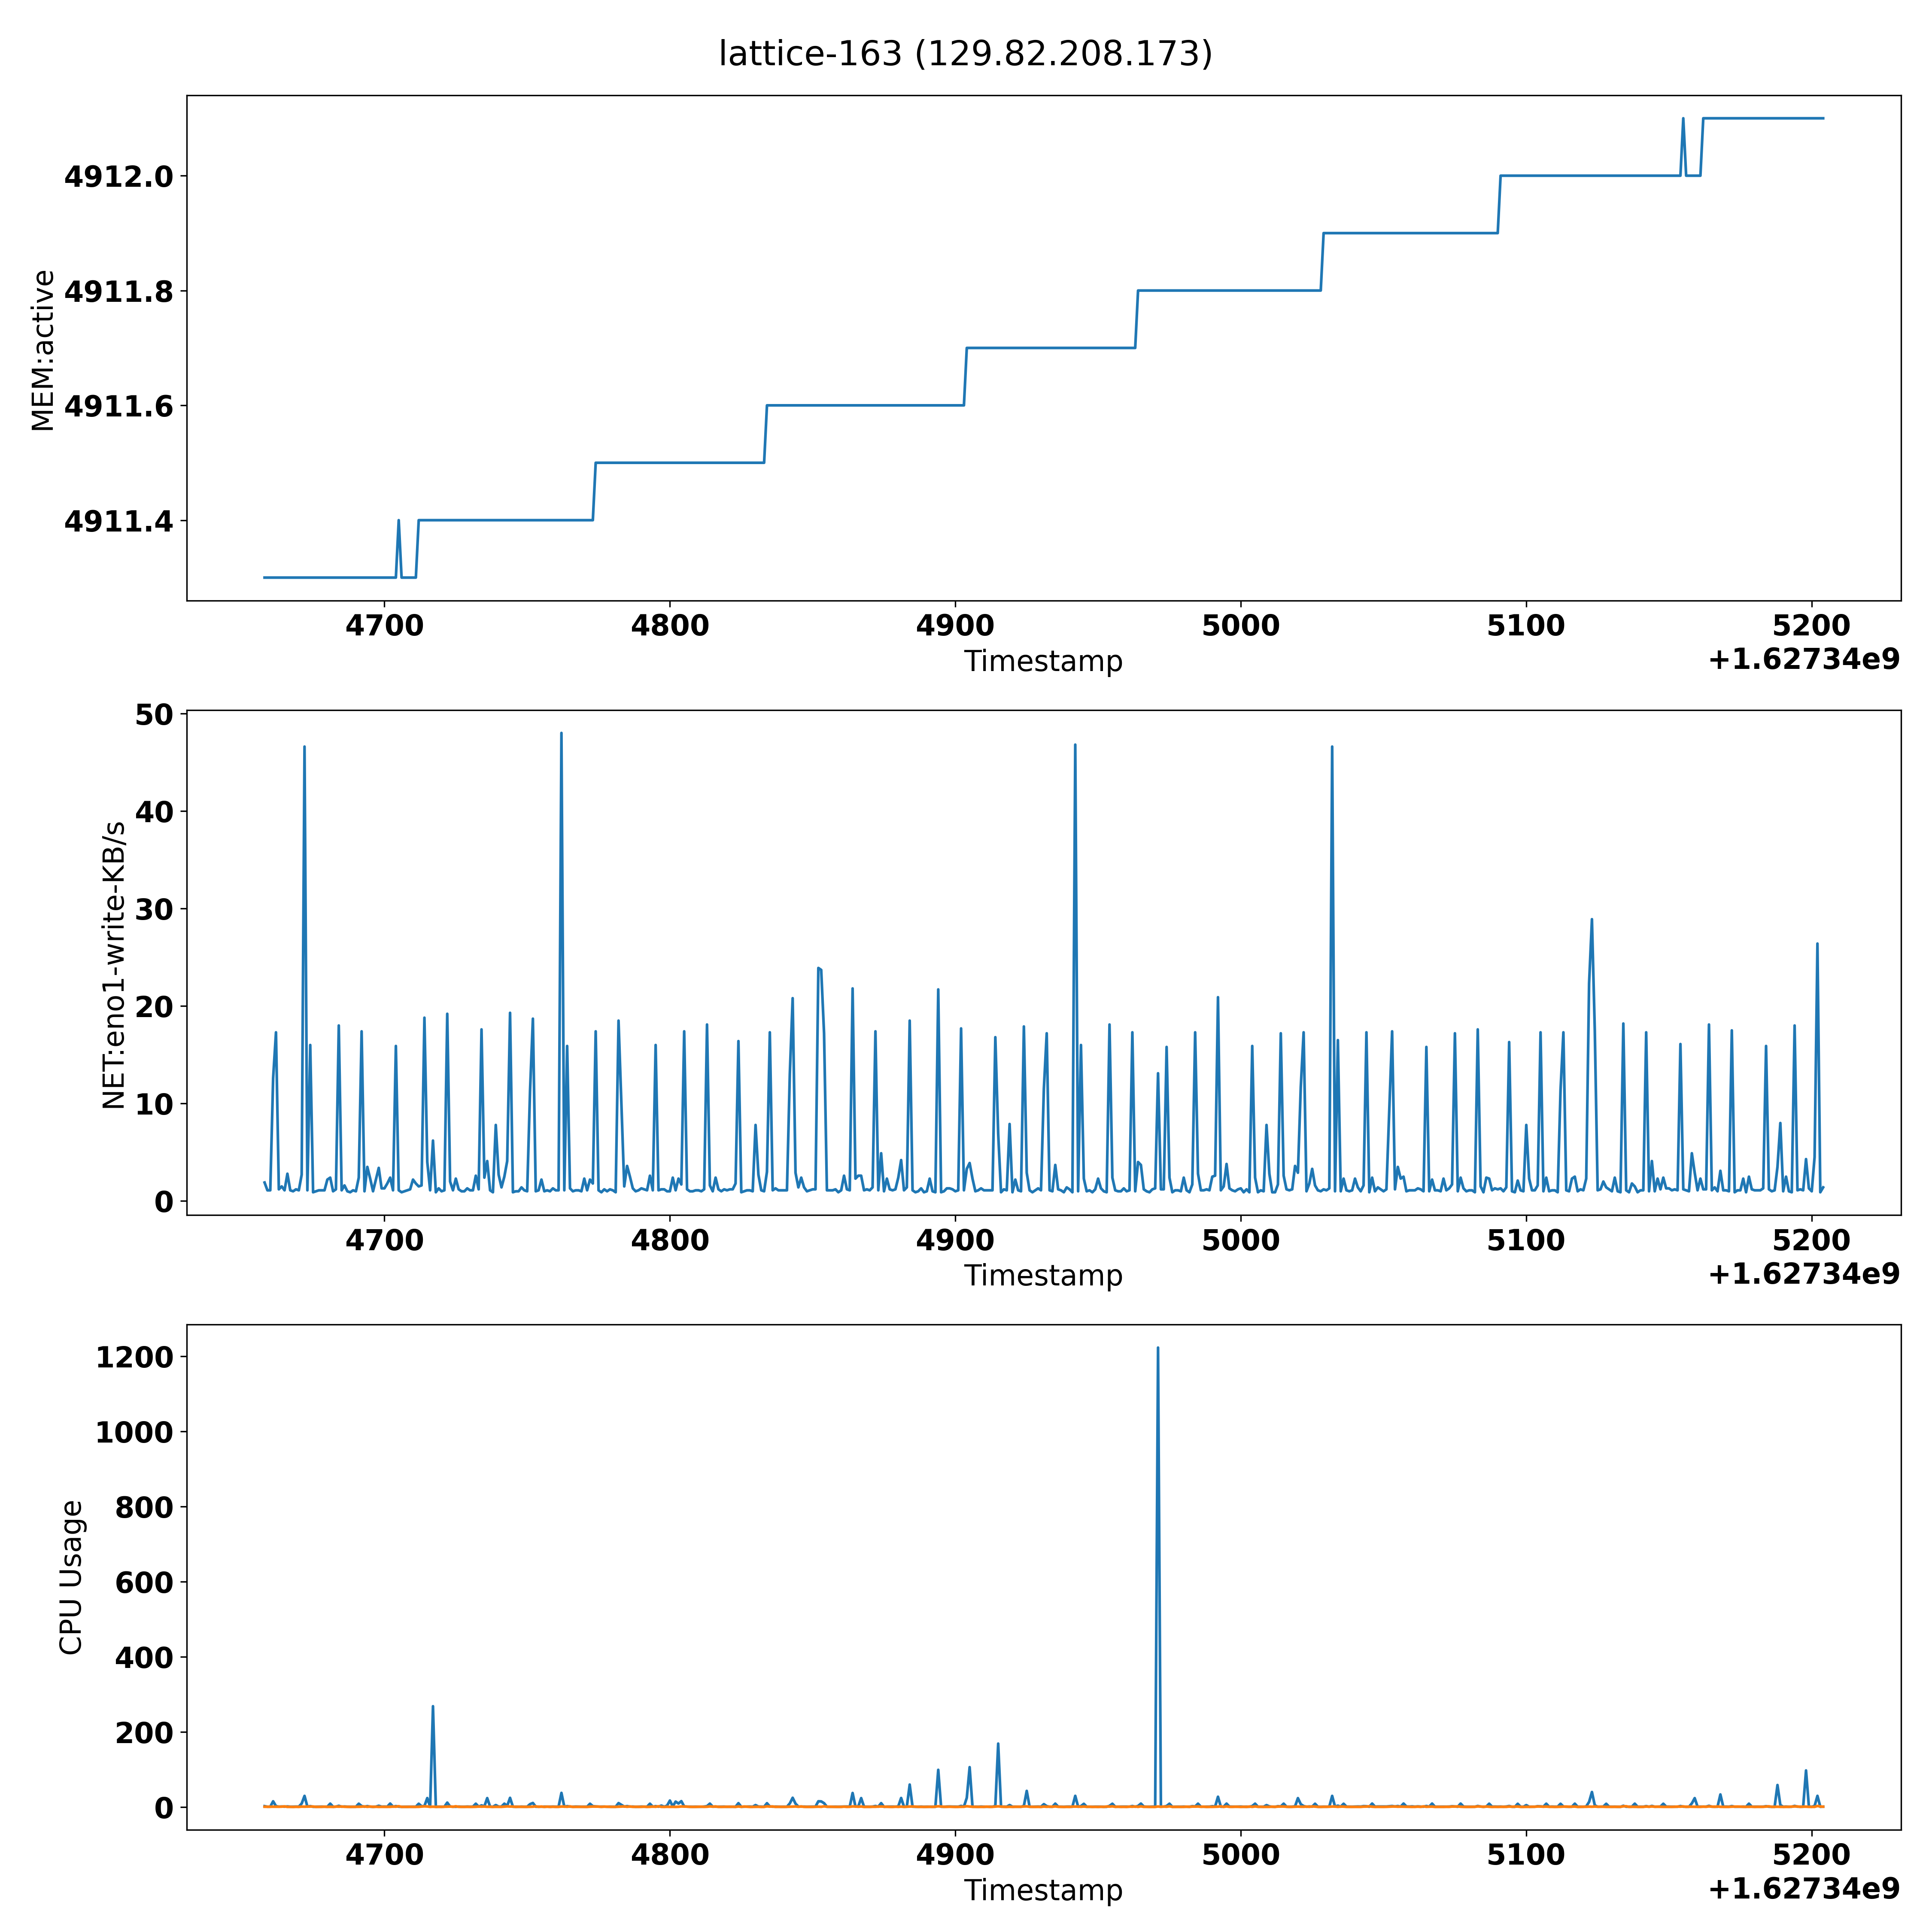 lattice-163 (129.82.208.173)
MEM:active
4912.0
4911.8
4911.6
4911.4
4700 4800 4900 5000 5100 5200
Timestamp
+1.62734e9
NET:eno1-write-KB/s
50
40
30
20
10
0
4700 4800 4900 5000 5100 5200
Timestamp
+1.62734e9
CPU Usage
1200
1000
800
600
400
200
0
4700 4800 4900 5000 5100 5200
Timestamp
+1.62734e9